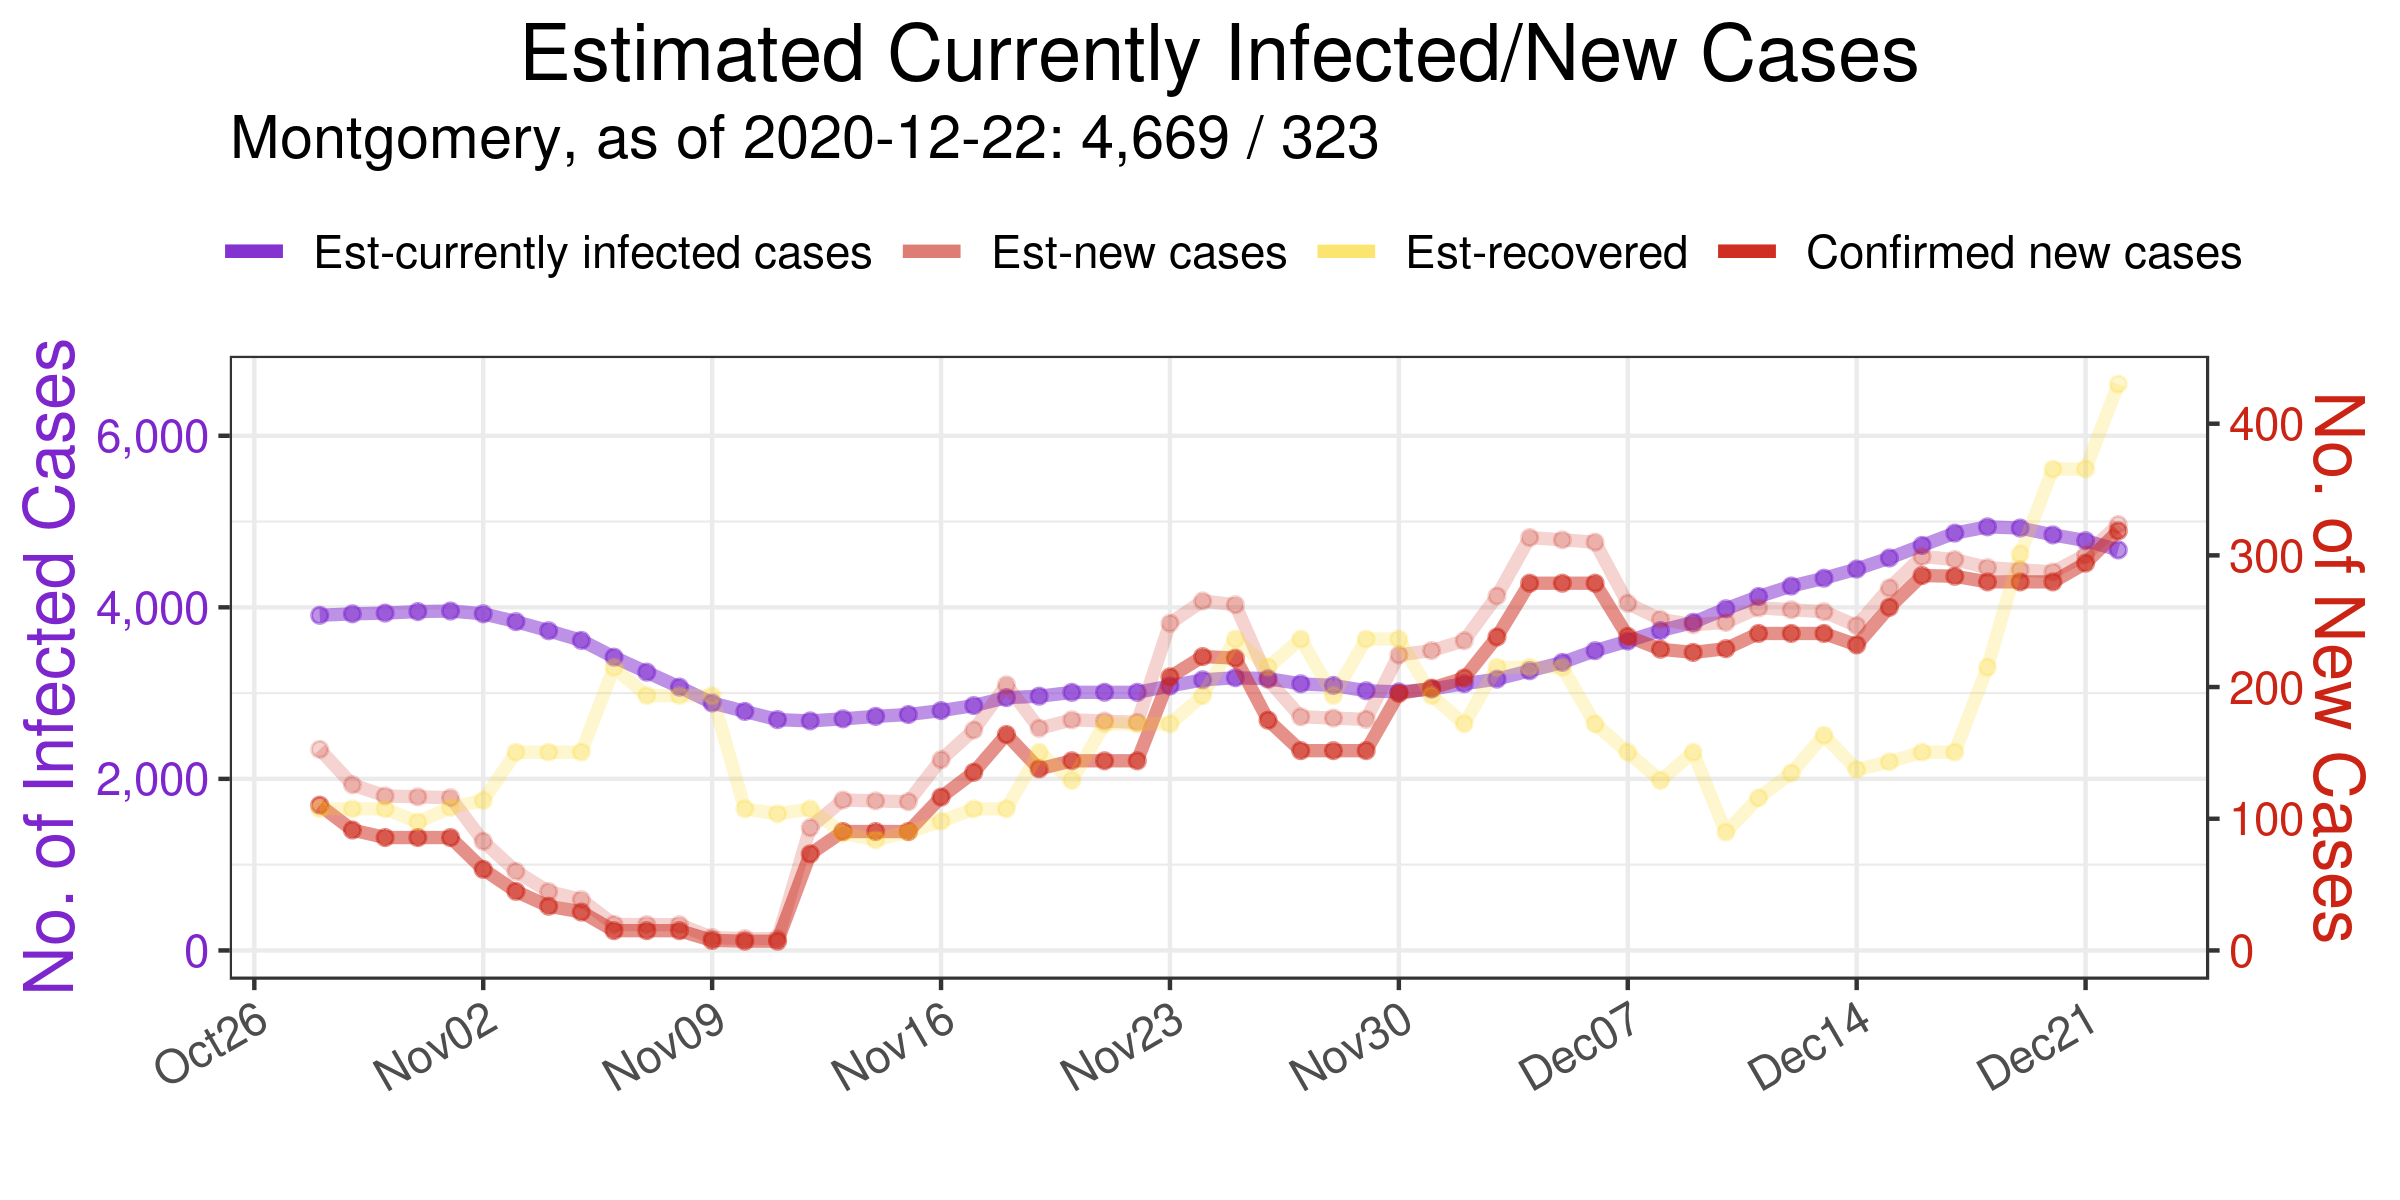 Estimated Currently Infected/New Cases
Montgomery, as of 2020-12-22: 4,669 / 323
Est-currently infected cases Est-new cases Est-recovered Confirmed new cases
No. of Infected Cases
6,000
4,000
2,000
0
400
300
200
100
0
No. of New Cases
Oct26 Nov02 Nov09 Nov16 Nov23 Nov30 Dec07 Dec14 Dec21